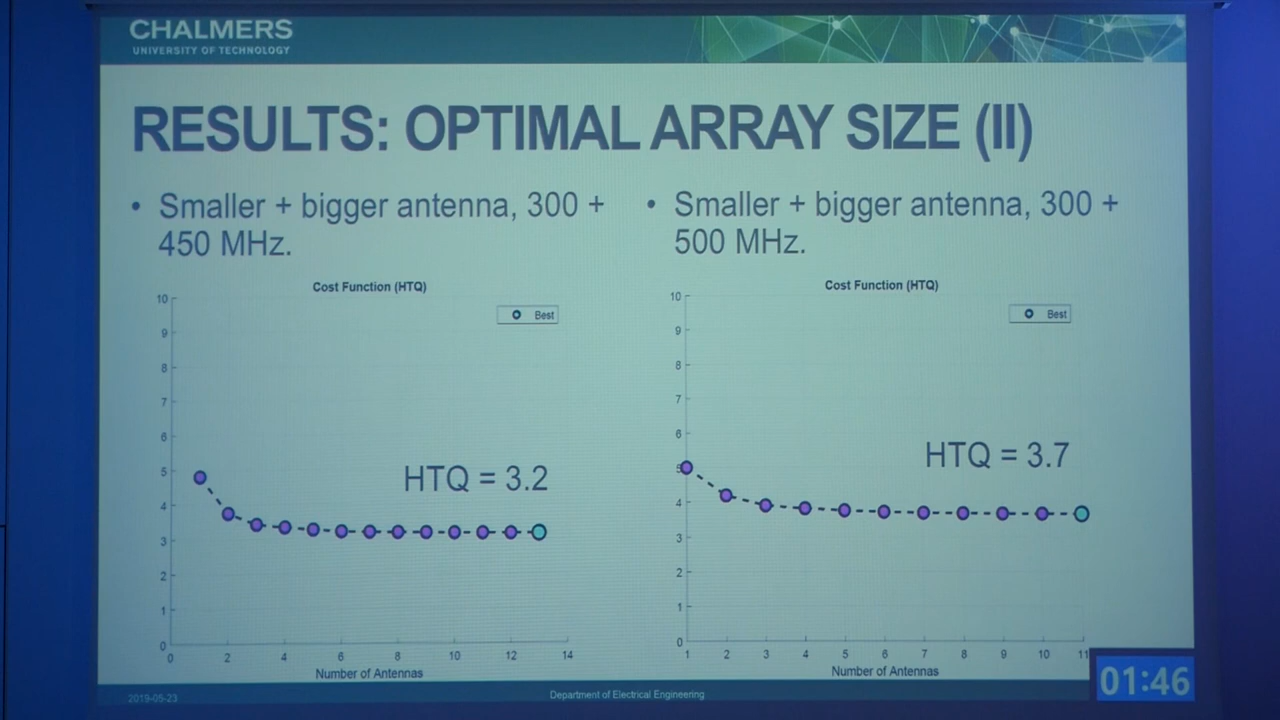 CHALMERS
UNIVERSITY OF TECHNOLOGY
RESULTS: OPTIMAL ARRAY SIZE (II)
• Smaller + bigger antenna, 300 +
450 MHz.
Cost Function (HTQ)
Best
10
9
8
7
6
5
4
3
2
1
0
HTQ = 3.2
0 2 4 6 8 10 12 14
Number of Antennas
• Smaller + bigger antenna, 300 +
500 MHz.
Cost Function (HTQ)
Best
10
9
8
7
6
5
4
3
2
1
0
HTQ = 3.7
1 2 3 4 5 6 7 8 9 10 11
Number of Antennas
2019-05-23
Department of Electrical Engineering
01:46